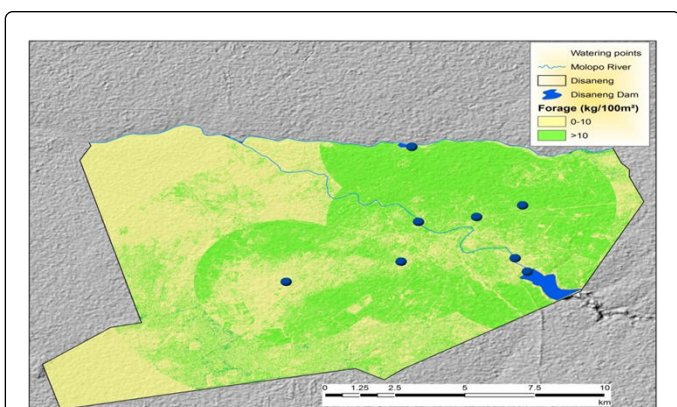 Watering points
Molopo River
Disaneng
Disaneng Dam
Forage (kg/100m²)
0-10
>10
0 1.25 2.5 5 7.5 10
km